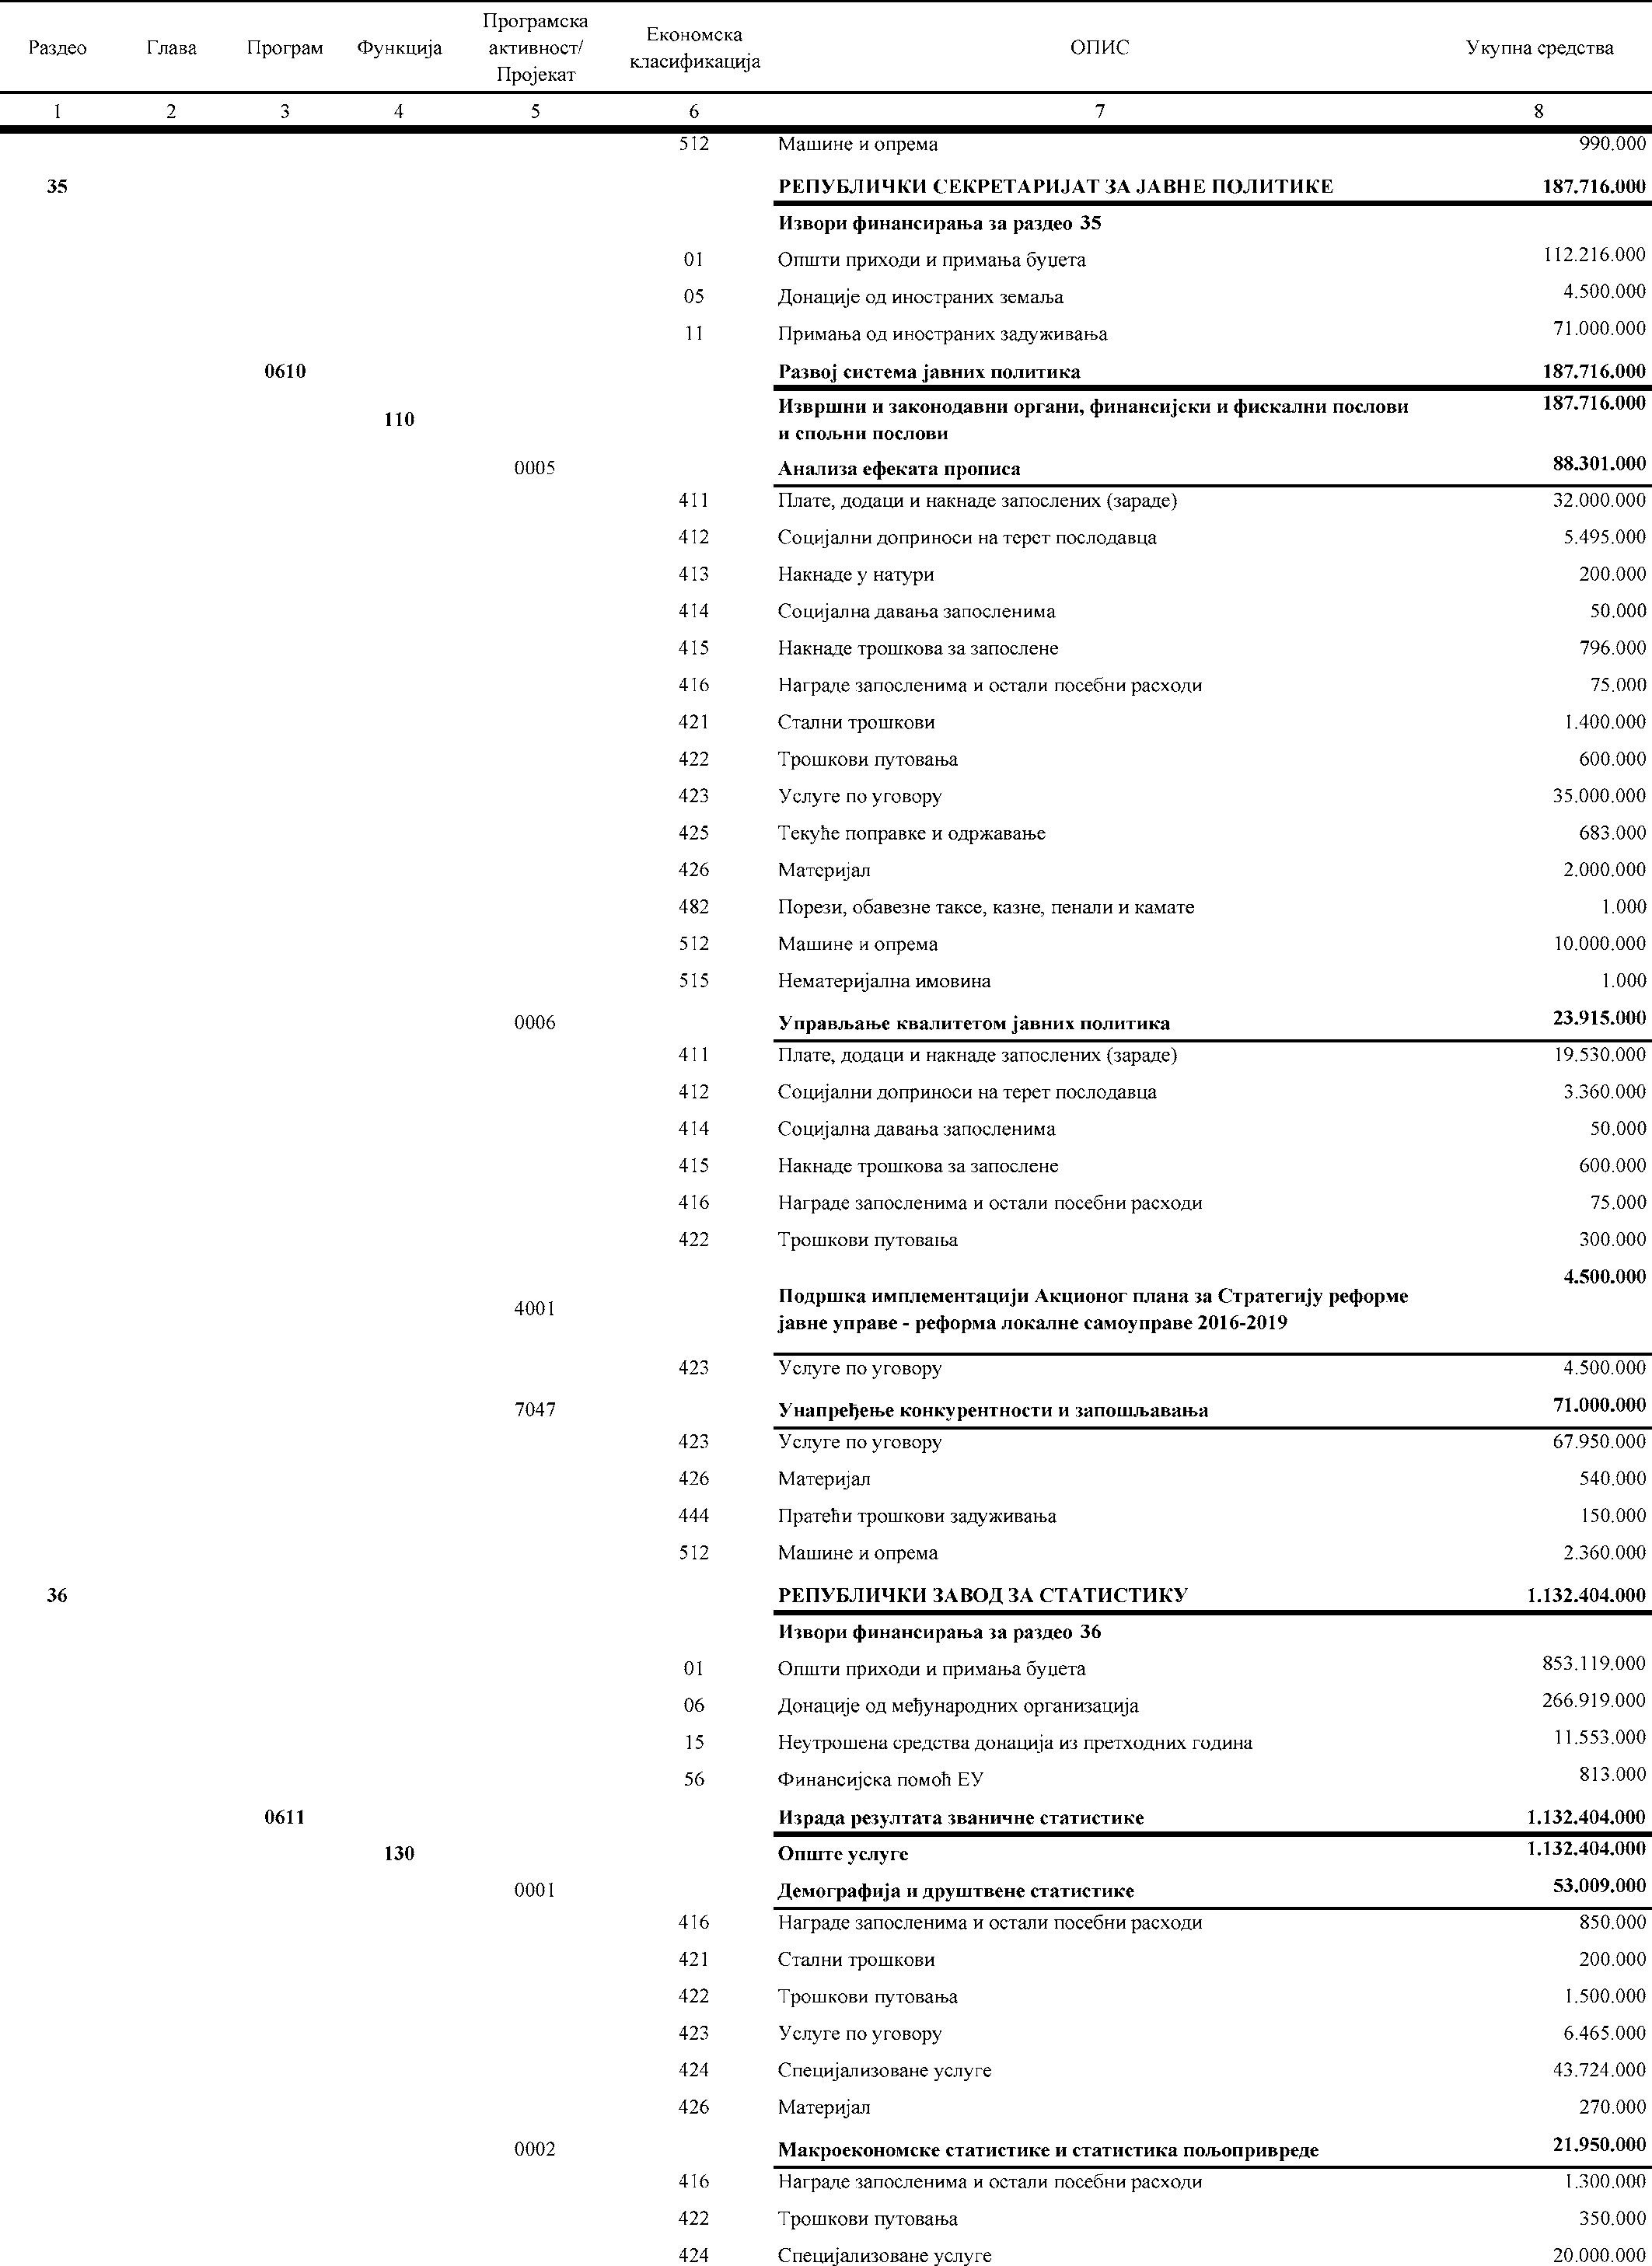 Раздео Глава Програм Функција Програмска активност/ Пројекат Економска класификација ОПИС Укупна средства
1 2 3 4 5 6 7 8
512 Машине и опрема 990.000
35 РЕПУБЛИЧКИ СЕКРЕТАРИЈАТ ЗА ЈАВНЕ ПОЛИТИКЕ 187.716.000
Извори финансирања за раздео 35
01 Општи приходи и примања буџета 112.216.000
05 Донације од иностраних земаља 4.500.000
11 Примања од иностраних задуживања 71.000.000
0610 Развој система јавних политика 187.716.000
110 Извршни и законодавни органи, финансијски и фискални послови 187.716.000
и спољни послови
0005 Анализа ефеката прописа 88.301.000
411 Плате, додаци и накнаде запослених (зараде) 32.000.000
412 Социјални доприноси на терет послодавца 5.495.000
413 Накнаде у натури 200.000
414 Социјална давања запосленима 50.000
415 Накнаде трошкова за запослене 796.000
416 Награде запосленима и остали посебни расходи 75.000
421 Стални трошкови 1.400.000
422 Трошкови путовања 600.000
423 Услуге по уговору 35.000.000
425 Текуће поправке и одржавање 683.000
426 Материјал 2.000.000
482 Порези, обавезне таксе, казне, пенали и камате 1.000
512 Машине и опрема 10.000.000
515 Нематеријална имовина 1.000
0006 Управљање квалитетом јавних политика 23.915.000
411 Плате, додаци и накнаде запослених (зараде) 19.530.000
412 Социјални доприноси на терет послодавца 3.360.000
414 Социјална давања запосленима 50.000
415 Накнаде трошкова за запослене 600.000
416 Награде запосленима и остали посебни расходи 75.000
422 Трошкови путовања 300.000
4001 Подршка имплементацији Акционог плана за Стратегију реформе 4.500.000
јавне управе - реформа локалне самоуправе 2016-2019
423 Услуге по уговору 4.500.000
7047 Унапређење конкурентности и запошљавања 71.000.000
423 Услуге по уговору 67.950.000
426 Материјал 540.000
444 Пратећи трошкови задуживања 150.000
512 Машине и опрема 2.360.000
36 РЕПУБЛИЧКИ ЗАВОД ЗА СТАТИСТИКУ 1.132.404.000
Извори финансирања за раздео 36
01 Општи приходи и примања буџета 853.119.000
06 Донације од међународних организација 266.919.000
15 Неутрошена средства донација из претходних година 11.553.000
56 Финансијска помоћ ЕУ 813.000
0611 Израда резултата званичне статистике 1.132.404.000
130 Опште услуге 1.132.404.000
0001 Демографија и друштвене статистике 53.009.000
416 Награде запосленима и остали посебни расходи 850.000
421 Стални трошкови 200.000
422 Трошкови путовања 1.500.000
423 Услуге по уговору 6.465.000
424 Специјализоване услуге 43.724.000
426 Материјал 270.000
0002 Макроекономске статистике и статистика пољопривреде 21.950.000
416 Награде запосленима и остали посебни расходи 1.300.000
422 Трошкови путовања 350.000
424 Специјализоване услуге 20.000.000